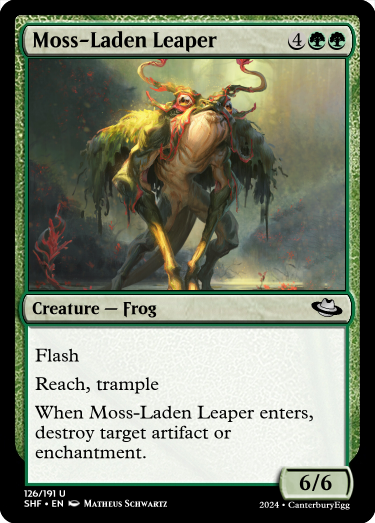 Moss-Laden Leaper 4
Creature — Frog
Flash
Reach, trample
When Moss-Laden Leaper enters,
destroy target artifact or
enchantment.
6/6
126/191 U
SHF • EN Matheus Schwartz
2024 • CanterburyEgg